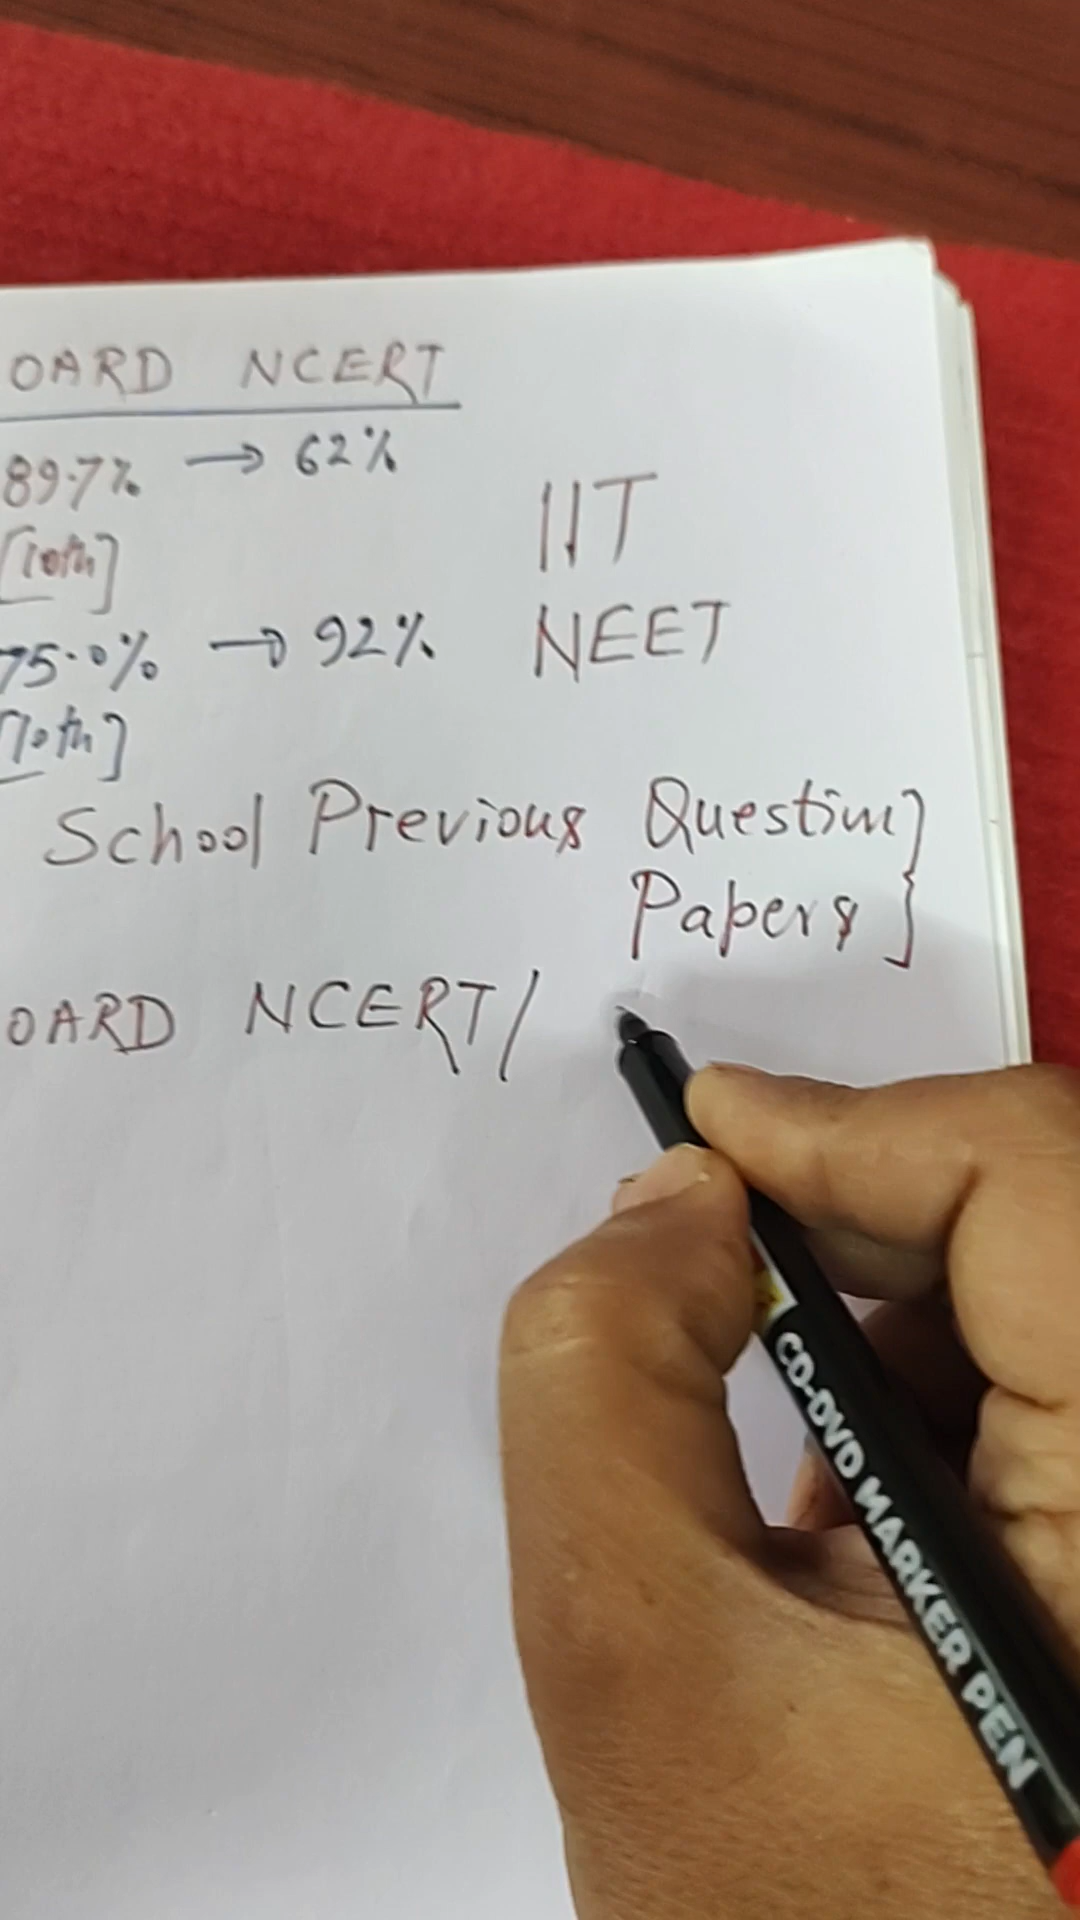 OARD NCERT
89.7% → 62%
[10th]
IIT
75.0% → 92%
NEET
[10th]
School Previous Question
Papers
OARD NCERT/
CD-DVD MARKER PEN